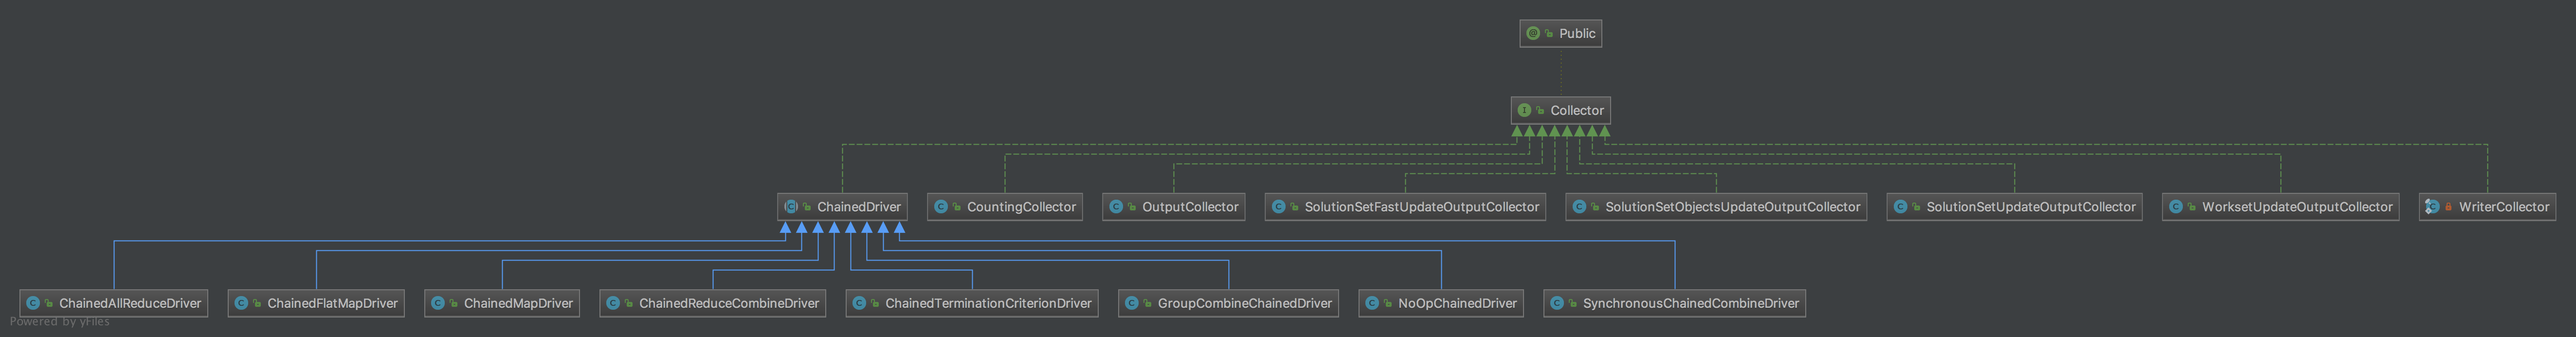 Public
Collector
ChainedDriver
CountingCollector
OutputCollector
SolutionSetFastUpdateOutputCollector
SolutionSetObjectsUpdateOutputCollector
SolutionSetUpdateOutputCollector
WorksetUpdateOutputCollector
WriterCollector
ChainedAllReduceDriver
ChainedFlatMapDriver
ChainedMapDriver
ChainedReduceCombineDriver
ChainedTerminationCriterionDriver
GroupCombineChainedDriver
NoOpChainedDriver
SynchronousChainedCombineDriver
Powered by yFiles